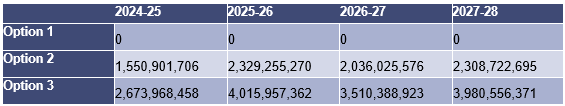 2024-25 2025-26 2026-27 2027-28
Option 1 0 0 0 0
Option 2 1,550,901,706 2,329,255,270 2,036,025,576 2,308,722,695
Option 3 2,673,968,458 4,015,957,362 3,510,388,923 3,980,556,371